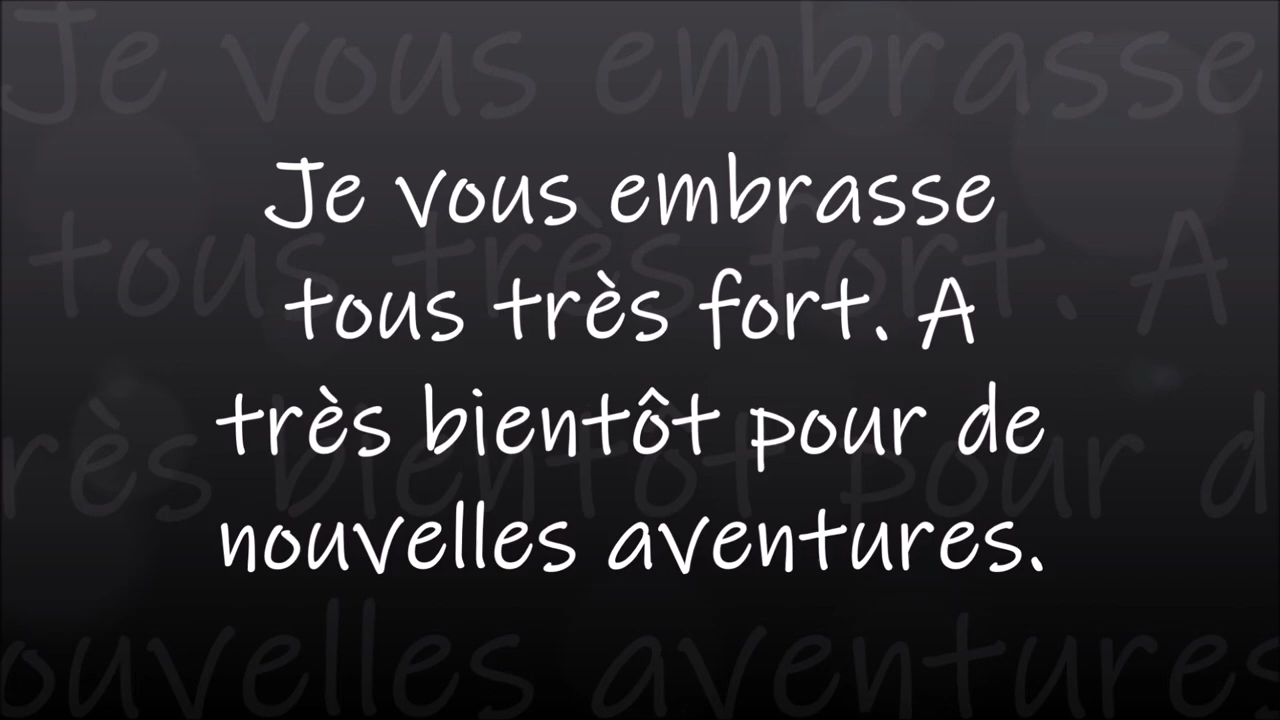 Je vous embrasse
tous très fort. A
très bientôt pour de
nouvelles aventures.